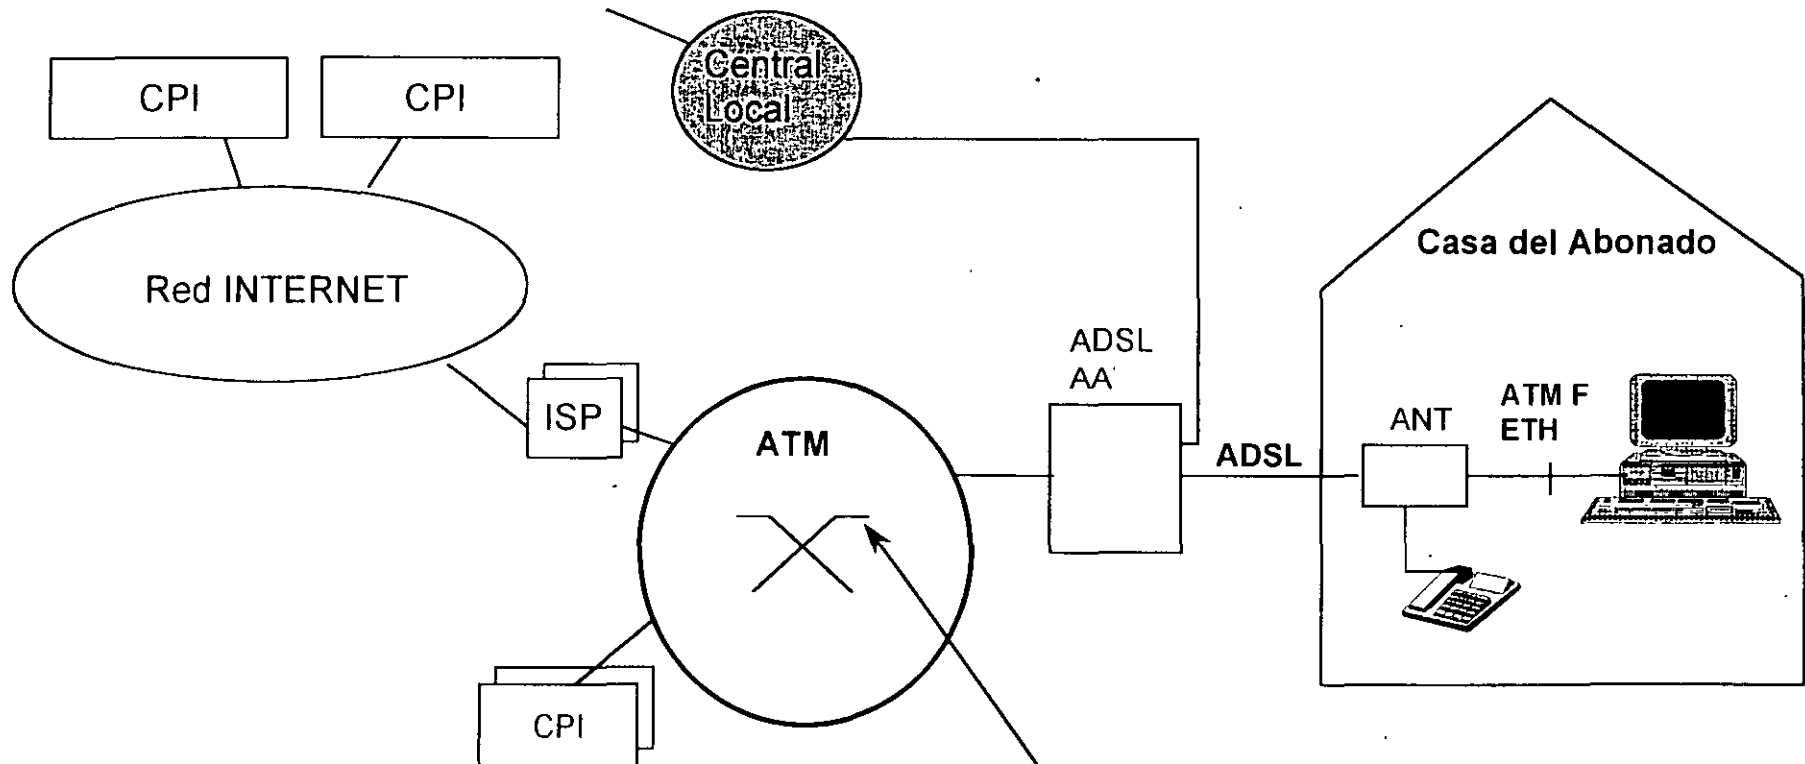 Central
Local
CPI
CPI
Casa del Abonado
Red INTERNET
ADSL
AA
ISP
ATM
ADSL
ANT
ATM F
ETH
CPI